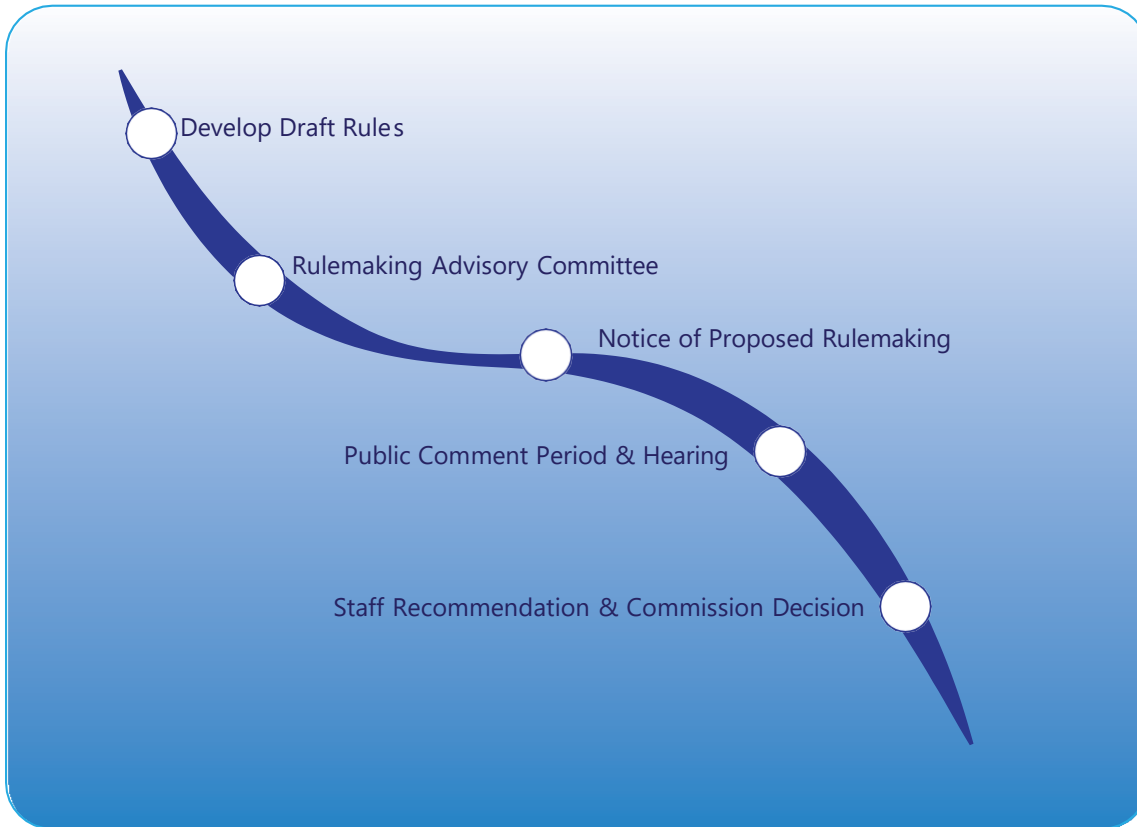 Develop Draft Rules
Rulemaking Advisory Committee
Notice of Proposed Rulemaking
Public Comment Period & Hearing
Staff Recommendation & Commission Decision